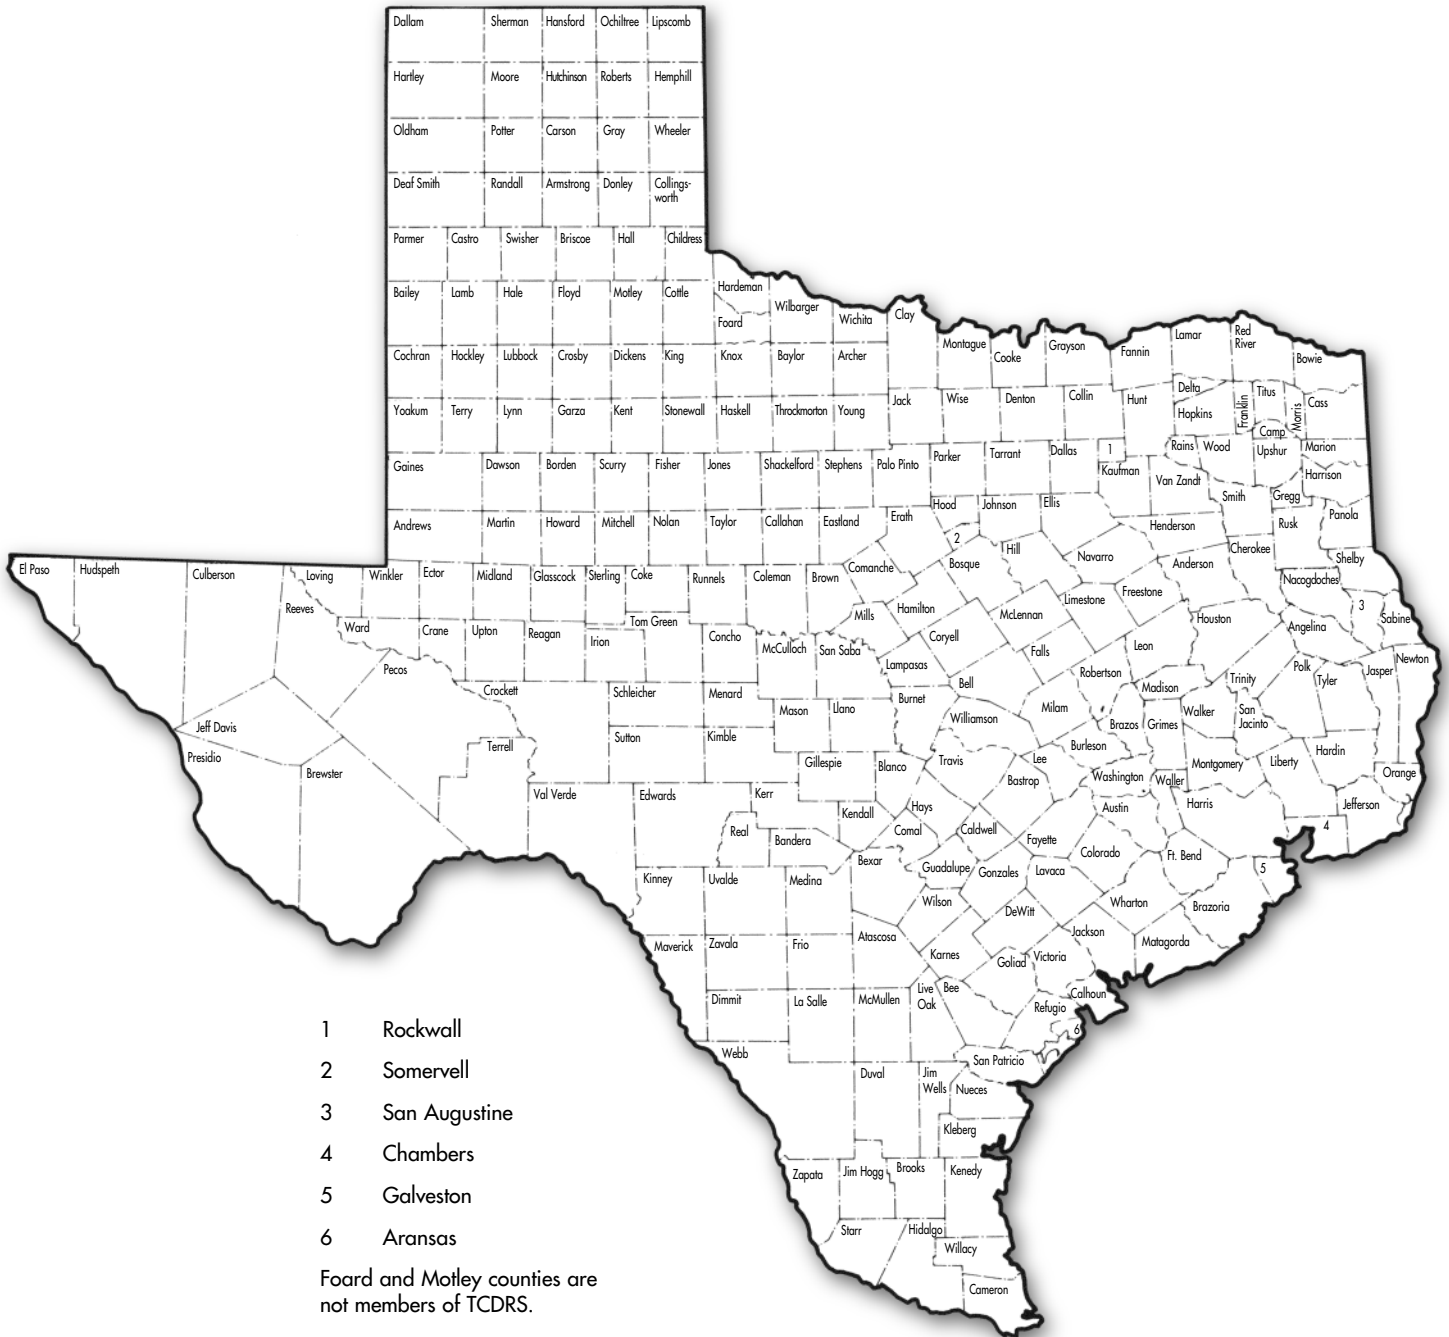 Dallam Sherman Hansford Ochiltree Lipscomb
Hartley Moore Hutchinson Roberts Hemphill
Oldham Potter Carson Gray Wheeler
Deaf Smith Randall Armstrong Donley Collings-
worth
Parmer Castro Swisher Briscoe Hall Childress
Bailey Lamb Hale Floyd Motley Cottle Hardeman
Foard Wilbarger Wichita Clay
Montague Cooke Grayson Fannin Lamar Red
River Bowie
Cochran Hockley Lubbock Crosby Dickens King Knox Baylor Archer
Yoakum Terry Lynn Garza Kent Stonewall Haskell Throckmorton Young Jack Wise Denton Collin Hunt
Delta Hopkins Franklin Titus Morris Cass
Camp
Rains Wood Upshur Marion
Gaines Dawson Borden Scurry Fisher Jones Shackelford Stephens Palo Pinto Parker Tarrant Dallas 1
Kaufman Van Zandt Smith Gregg Harrison
Andrews Martin Howard Mitchell Nolan Taylor Callahan Eastland Erath Hood Johnson Ellis Henderson Rusk Panola
2
El Paso Hudspeth Culberson Reeves Loving Winkler Ector Midland Glasscock Sterling Coke Runnels Coleman Brown Comanche Bosque Hill Navarro Anderson Cherokee Shelby
Nacogdoches
Ward Crane Upton Reagan Irion Tom Green Concho McCulloch San Saba Mills Hamilton McLennan Limestone Freestone Houston Angelina 3 Sabine
Coryell Falls Leon
Pecos Crockett Schleicher Menard Mason Llano Lampasas Burnet Bell Milam Robertson Madison Trinity Polk Tyler Jasper Newton
Jeff Davis Williamson Brazos Grimes Walker San
Jacinto
Presidio Brewster Terrell Sutton Kimble Gillespie Blanco Travis Lee Burleson Montgomery Liberty Hardin
Washington Waller Orange
Val Verde Edwards Kerr Kendall Hays Bastrop Austin Harris Jefferson
Real Bandera Comal Caldwell Fayette Colorado Ft. Bend 4
Kinney Uvalde Medina Bexar Guadalupe Gonzales Lavaca 5
Wilson DeWitt Wharton Brazoria
Maverick Zavala Frio Atascosa Karnes Goliad Victoria Jackson Matagorda
Dimmit La Salle McMullen Live
Oak Bee Refugio Calhoun
6
Webb Duval Jim
Wells San Patricio
Nueces
Kleberg
Zapata Jim Hogg Brooks Kenedy
Starr Hidalgo
Willacy
Cameron
1 Rockwall
2 Somervell
3 San Augustine
4 Chambers
5 Galveston
6 Aransas
Foard and Motley counties are
not members of TCDRS.